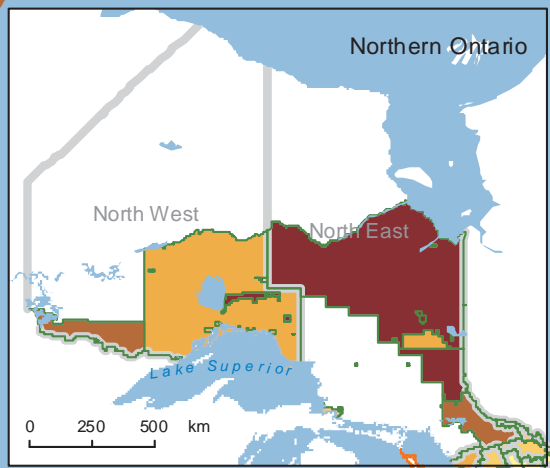 Northern Ontario
North West
North East
Lake Superior
0 250 500 km